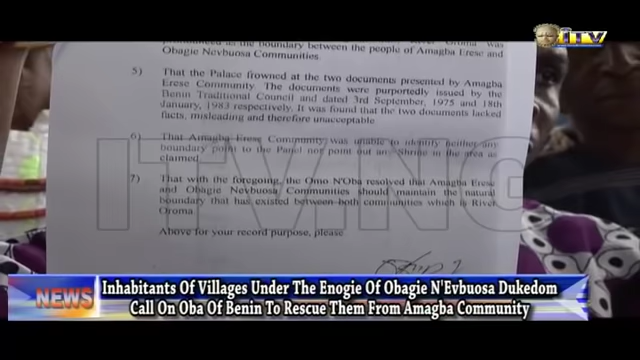 iTV
was
announced as the boundary between the people of Amagba Erese and
Obagie Nevbuosa Communities.
5) That the Palace frowned at the two documents presented by Amagba
Erese Community. The documents were purportedly issued by the
Benin Traditional Council and dated 3rd September, 1975 and 18th
January, 1983 respectively. It was found that the two documents lacked
facts, misleading and therefore unacceptable.
6) That Amagba Erese Community was unable to identify neither any
boundary point to the Panel nor point out any Shrine in the area as
claimed.
7) That with the foregoing, the Omo N'Oba resolved that Amagba Erese
and Obagie Nevbuosa Communities should maintain the natural
boundary that has existed between both communities which is River
Oroma.
Above for your record purpose, please
ITV.NG
NEWS
Inhabitants Of Villages Under The Enogie Of Obagie N'Evbuosa Dukedom
Call On Oba Of Benin To Rescue Them From Amagba Community